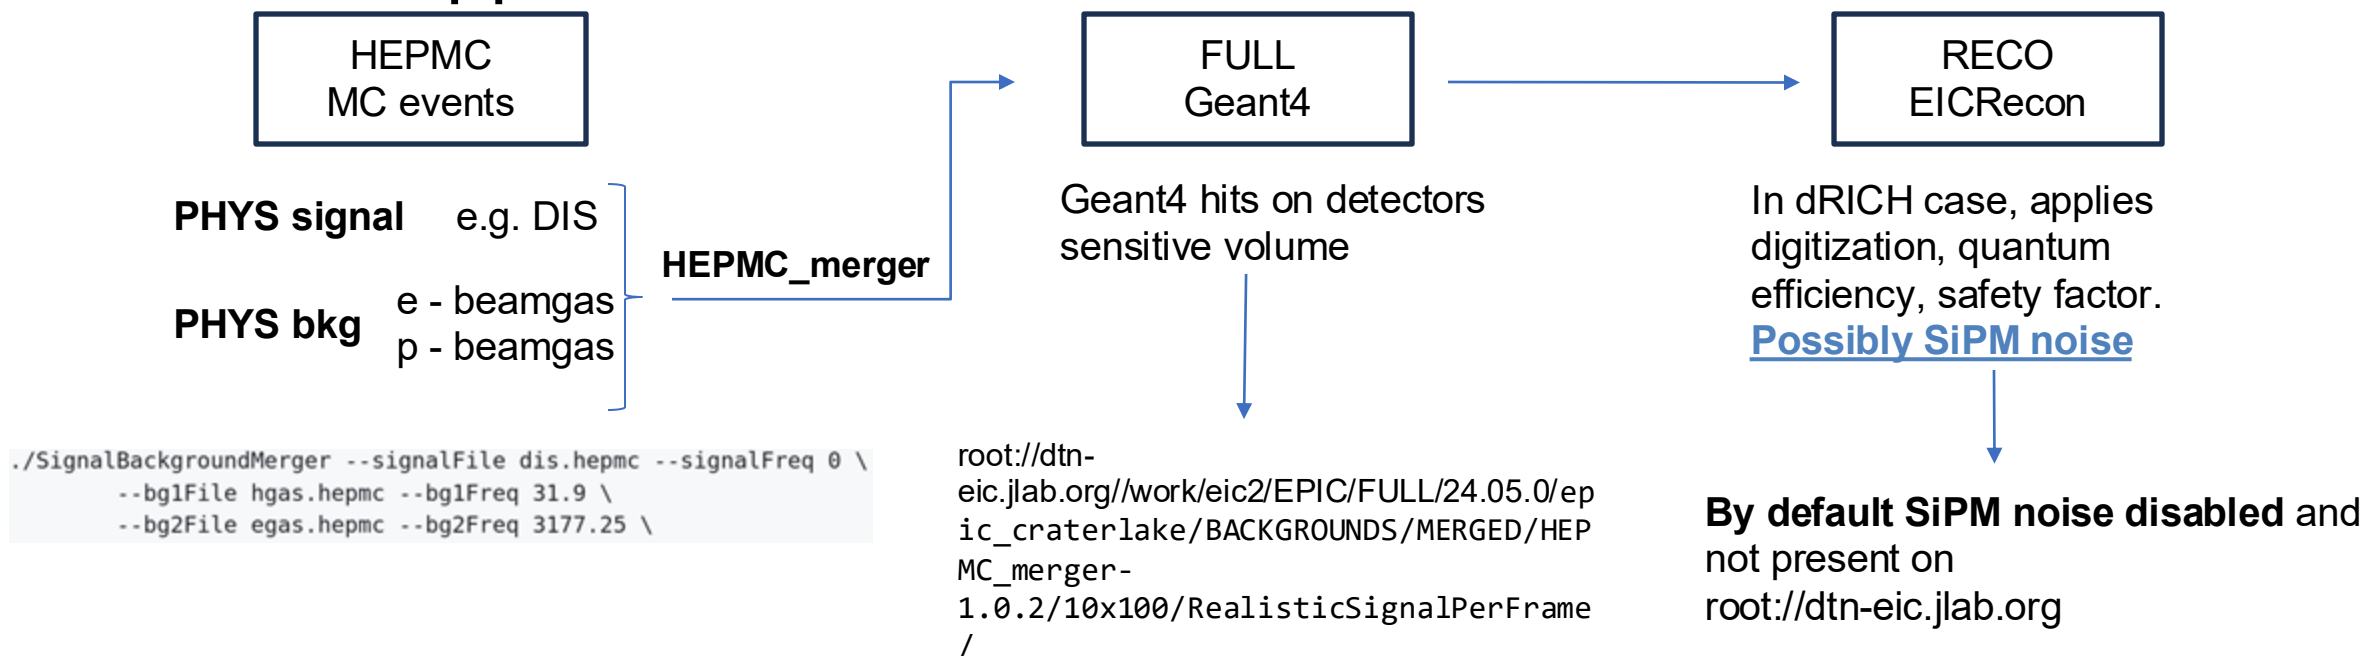 HEPMC
MC events
FULL
Geant4
RECO
EICRecon
PHYS signal e.g. DIS
PHYS bkg
e - beamgas
p - beamgas
HEPMC_merger
Geant4 hits on detectors
sensitive volume
In dRICH case, applies
digitization, quantum
efficiency, safety factor.
Possibly SiPM noise
./SignalBackgroundMerger --signalFile dis.hepmc --signalFreq 0 \
--bg1File hgas.hepmc --bg1Freq 31.9 \
--bg2File egas.hepmc --bg2Freq 3177.25 \
root://dtn-
eic.jlab.org//work/eic2/EPIC/FULL/24.05.0/ep
ic_craterlake/BACKGROUNDS/MERGED/HEP
MC_merger-
1.0.2/10x100/RealisticSignalPerFrame
/
By default SiPM noise disabled and
not present on
root://dtn-eic.jlab.org